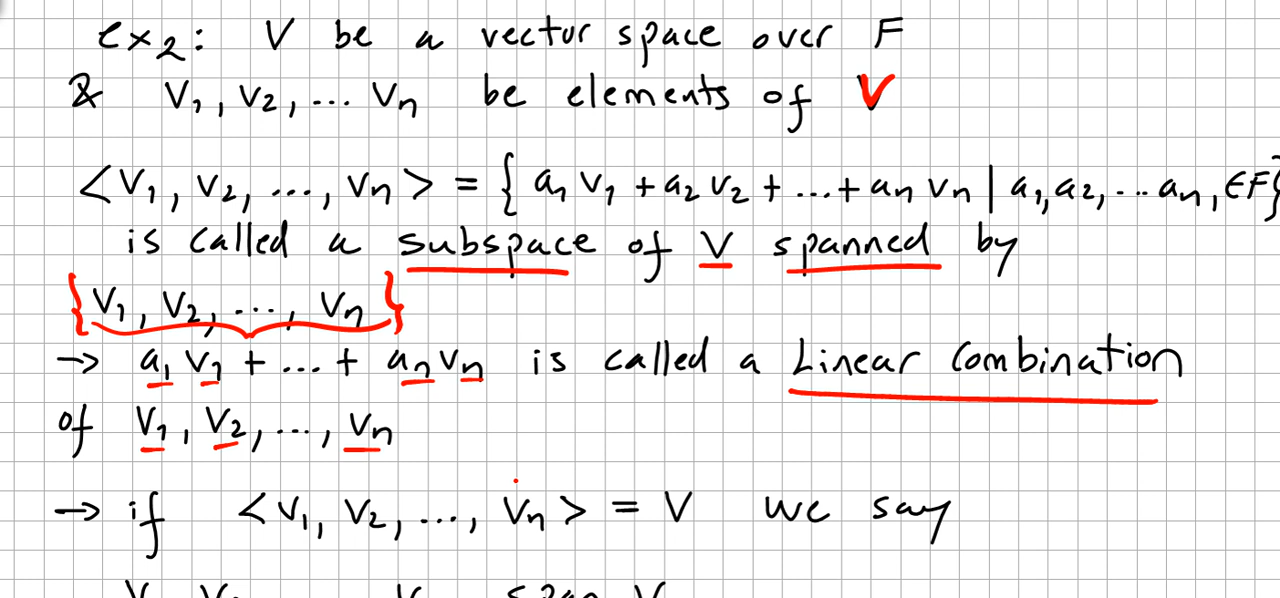 ex2: V be a vector space over F
& V₁, V₂, ... Vn be elements of V
<V₁, V₂, ..., Vn> = { a₁V₁ + a₂V₂ + ... + anVn | a₁, a₂, ... an, ∈ F}
is called a subspace of V spanned by
{V₁, V₂, ..., Vn}
→ a₁V₁ + ... + anVn is called a Linear Combination
of V₁, V₂, ..., Vn
→ if <V₁, V₂, ..., Vn> = V we say
span V